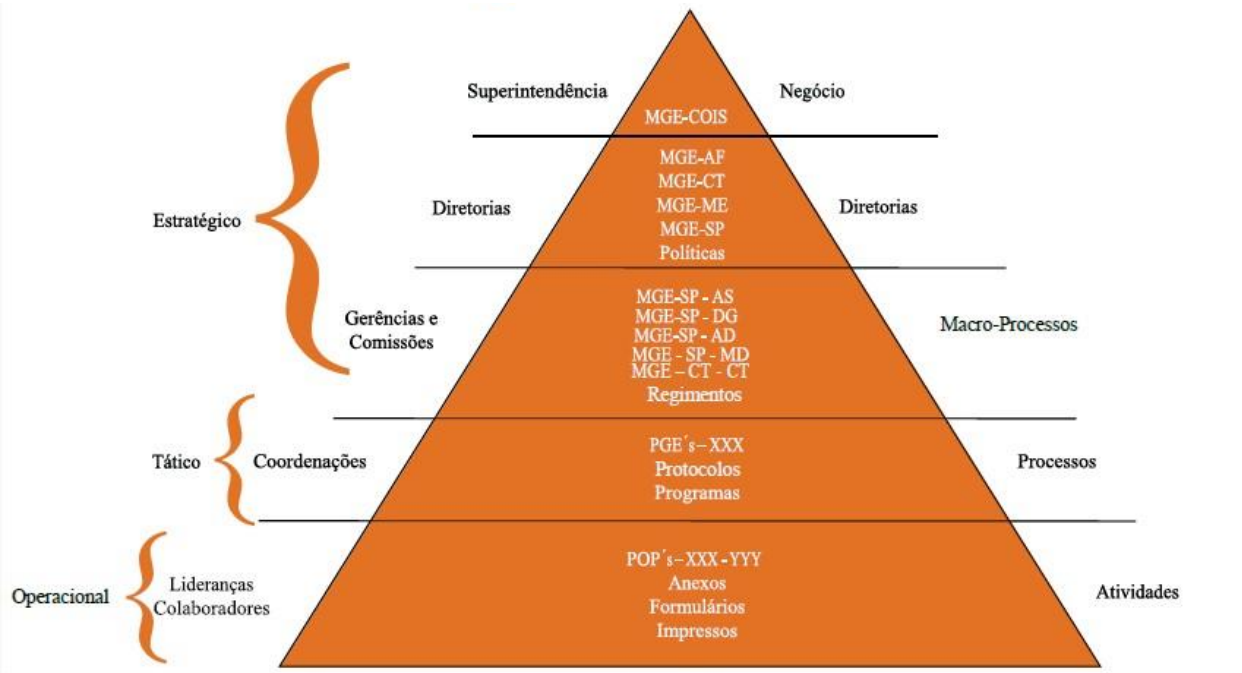 Superintendência
Negócio
MGE-COIS
Estratégico
Diretorias
MGE-AF
MGE-CT
MGE-ME
MGE-SP
Políticas
Diretorias
Gerências e
Comissões
MGE-SP - AS
MGE-SP - DG
MGE-SP - AD
MGE - SP - MD
MGE – CT - CT
Regimentos
Macro-Processos
Tático
Coordenações
PGE´s – XXX
Protocolos
Programas
Processos
Operacional
Lideranças
Colaboradores
POP´s – XXX - YYY
Anexos
Formulários
Impressos
Atividades